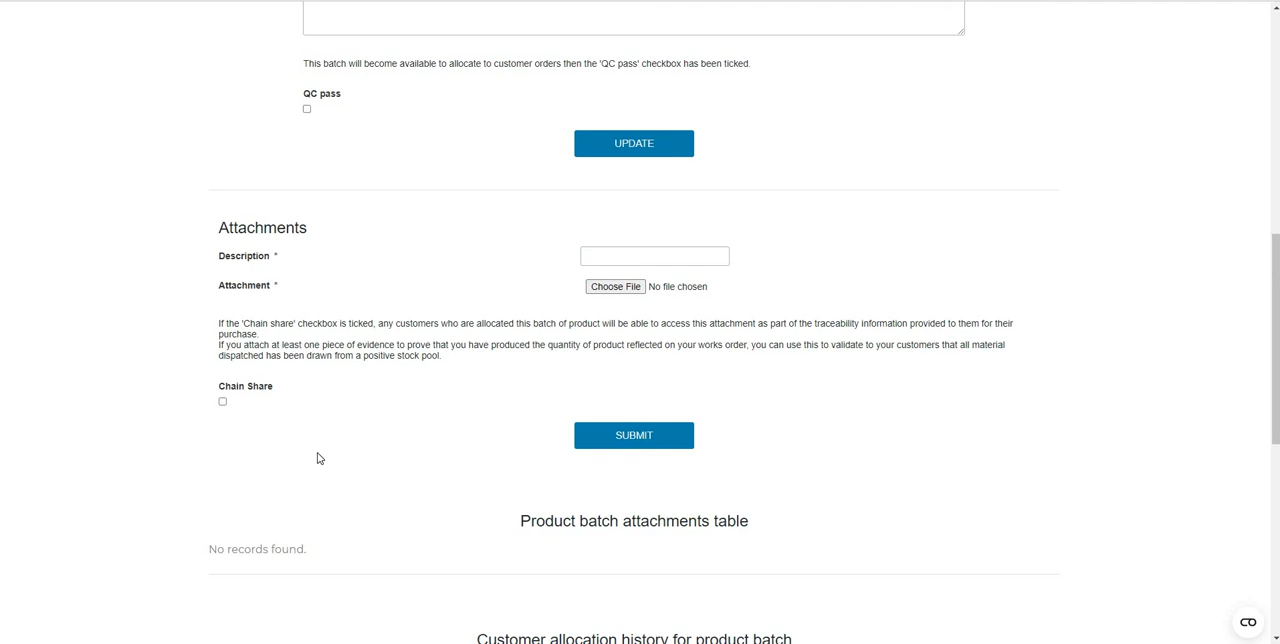 This batch will become available to allocate to customer orders then the 'QC pass' checkbox has been ticked.
QC pass
UPDATE
Attachments
Description *
Attachment *
Choose File No file chosen
If the 'Chain share' checkbox is ticked, any customers who are allocated this batch of product will be able to access this attachment as part of the traceability information provided to them for their
purchase.
If you attach at least one piece of evidence to prove that you have produced the quantity of product reflected on your works order, you can use this to validate to your customers that all material
dispatched has been drawn from a positive stock pool.
Chain Share
SUBMIT
Product batch attachments table
No records found.
Customer allocation history for product batch